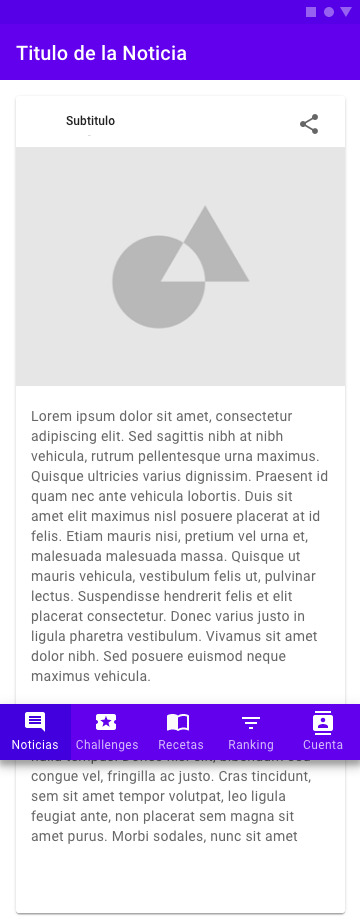 Titulo de la Noticia
Subtitulo
Lorem ipsum dolor sit amet, consectetur
adipiscing elit. Sed sagittis nibh at nibh
vehicula, rutrum pellentesque urna maximus.
Quisque ultricies varius dignissim. Praesent id
quam nec ante vehicula lobortis. Duis sit
amet elit maximus nisl posuere placerat at id
felis. Etiam mauris nisi, pretium vel urna et,
malesuada malesuada massa. Quisque ut
mauris vehicula, vestibulum felis ut, pulvinar
lectus. Suspendisse hendrerit felis et elit
placerat consectetur. Donec varius justo in
ligula pharetra vestibulum. Vivamus sit amet
dolor nibh. Sed posuere euismod neque
maximus vehicula.
Noticias Challenges Recetas Ranking Cuenta
congue vel, fringilla ac justo. Cras tincidunt,
sem sit amet tempor volutpat, leo ligula
feugiat ante, non placerat sem magna sit
amet purus. Morbi sodales, nunc sit amet